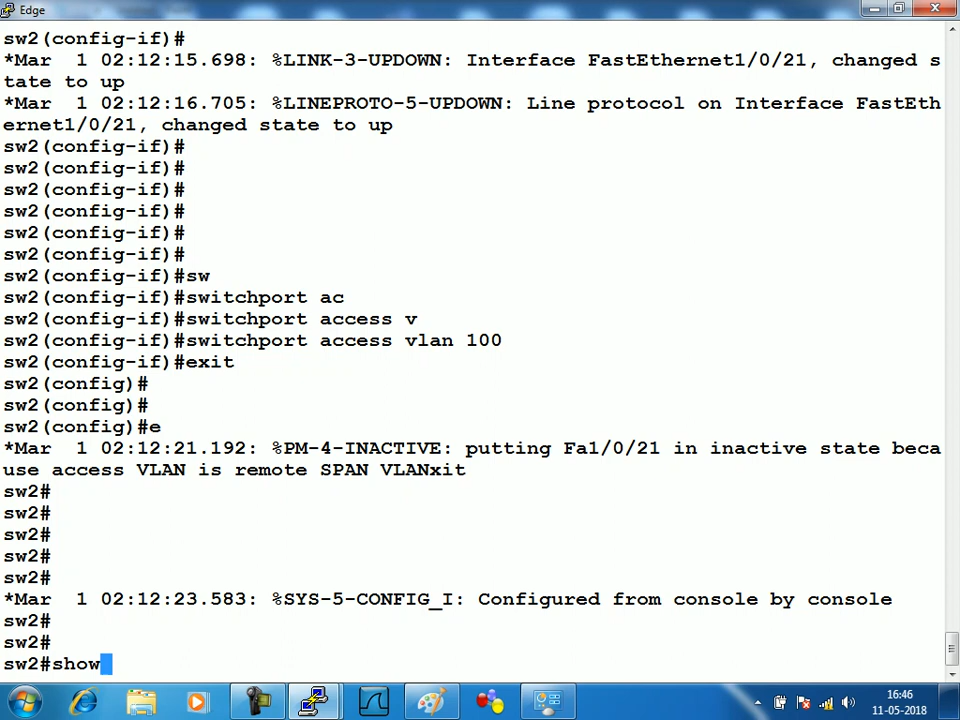 Edge
sw2(config-if)#
*Mar  1 02:12:15.698: %LINK-3-UPDOWN: Interface FastEthernet1/0/21, changed s
tate to up
*Mar  1 02:12:16.705: %LINEPROTO-5-UPDOWN: Line protocol on Interface FastEth
ernet1/0/21, changed state to up
sw2(config-if)#
sw2(config-if)#
sw2(config-if)#
sw2(config-if)#
sw2(config-if)#
sw2(config-if)#
sw2(config-if)#sw
sw2(config-if)#switchport ac
sw2(config-if)#switchport access v
sw2(config-if)#switchport access vlan 100
sw2(config-if)#exit
sw2(config)#
sw2(config)#
sw2(config)#e
*Mar  1 02:12:21.192: %PM-4-INACTIVE: putting Fa1/0/21 in inactive state beca
use access VLAN is remote SPAN VLANxit
sw2#
sw2#
sw2#
sw2#
sw2#
*Mar  1 02:12:23.583: %SYS-5-CONFIG_I: Configured from console by console
sw2#
sw2#
sw2#show
16:46
11-05-2018